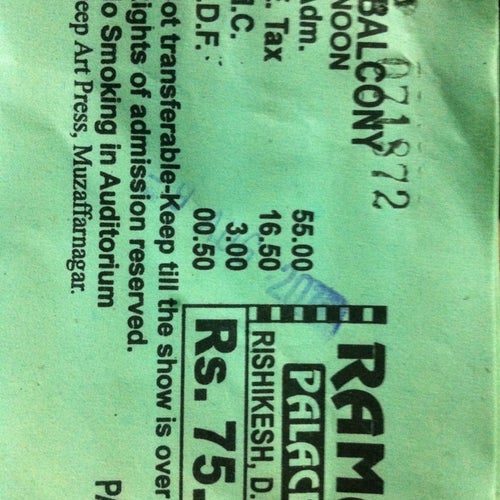 071872
BALCONY
NOON
Adm. 55.00
E. Tax 16.50
M.C. 3.00
.D.F. : 00.50
ot transferable-Keep till the show is over
ights of admission reserved.
o Smoking in Auditorium
eep Art Press, Muzaffarnagar.
RAM
PALAC
RISHIKESH, D.
Rs. 75.
P